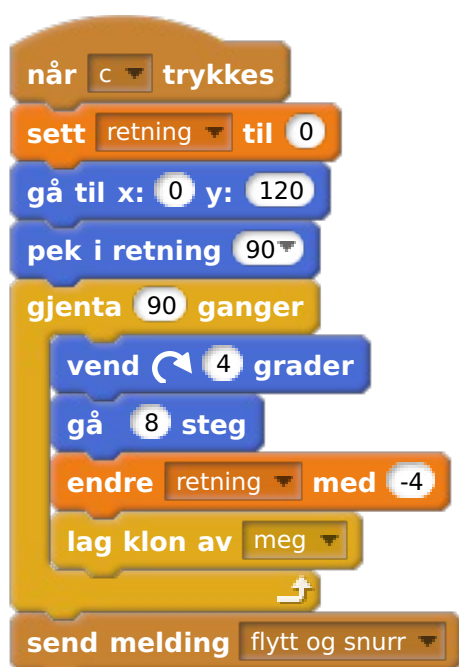 når c trykkes
sett retning til 0
gå til x: 0 y: 120
pek i retning 90
gjenta 90 ganger
vend 4 grader
gå 8 steg
endre retning med -4
lag klon av meg
send melding flytt og snurr